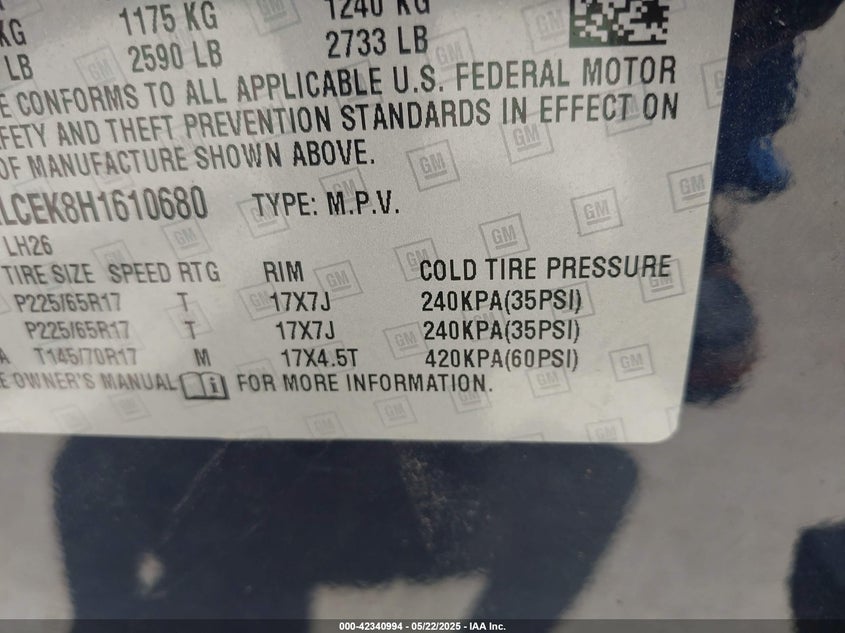 1175 KG 1240 KG
KG
LB 2590 LB 2733 LB
E CONFORMS TO ALL APPLICABLE U.S. FEDERAL MOTOR
FETY AND THEFT PREVENTION STANDARDS IN EFFECT ON
OF MANUFACTURE SHOWN ABOVE.
LCEK8H1610680 TYPE: M.P.V.
LH26
TIRE SIZE SPEED RTG RIM COLD TIRE PRESSURE
P225/65R17 T 17X7J 240KPA(35PSI)
P225/65R17 T 17X7J 240KPA(35PSI)
A T145/70R17 M 17X4.5T 420KPA(60PSI)
E OWNER'S MANUAL FOR MORE INFORMATION.
GM
000-42340994 - 05/22/2025 - IAA Inc.